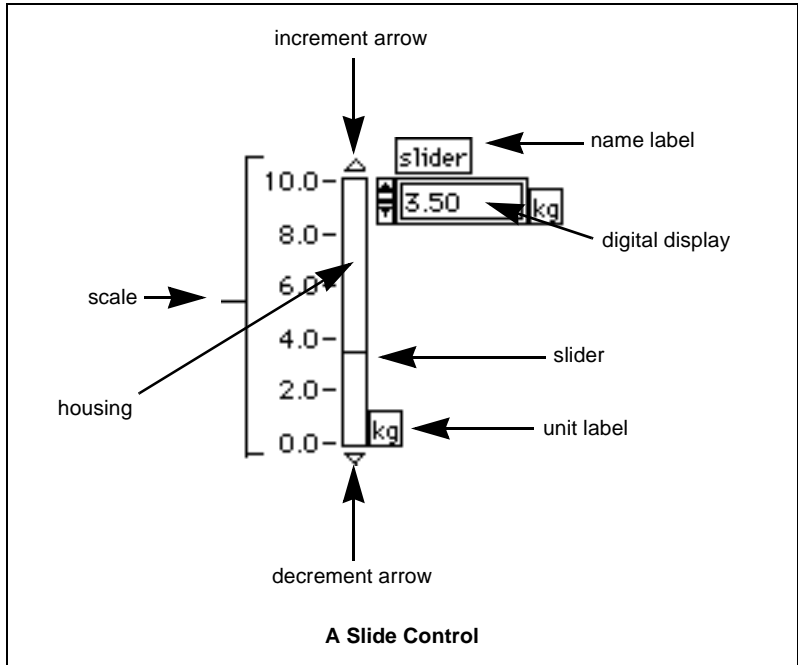 increment arrow
name label
slider
10.0
3.50
kg
digital display
8.0
6.0
scale
4.0
slider
2.0
housing
kg
unit label
0.0
decrement arrow
A Slide Control